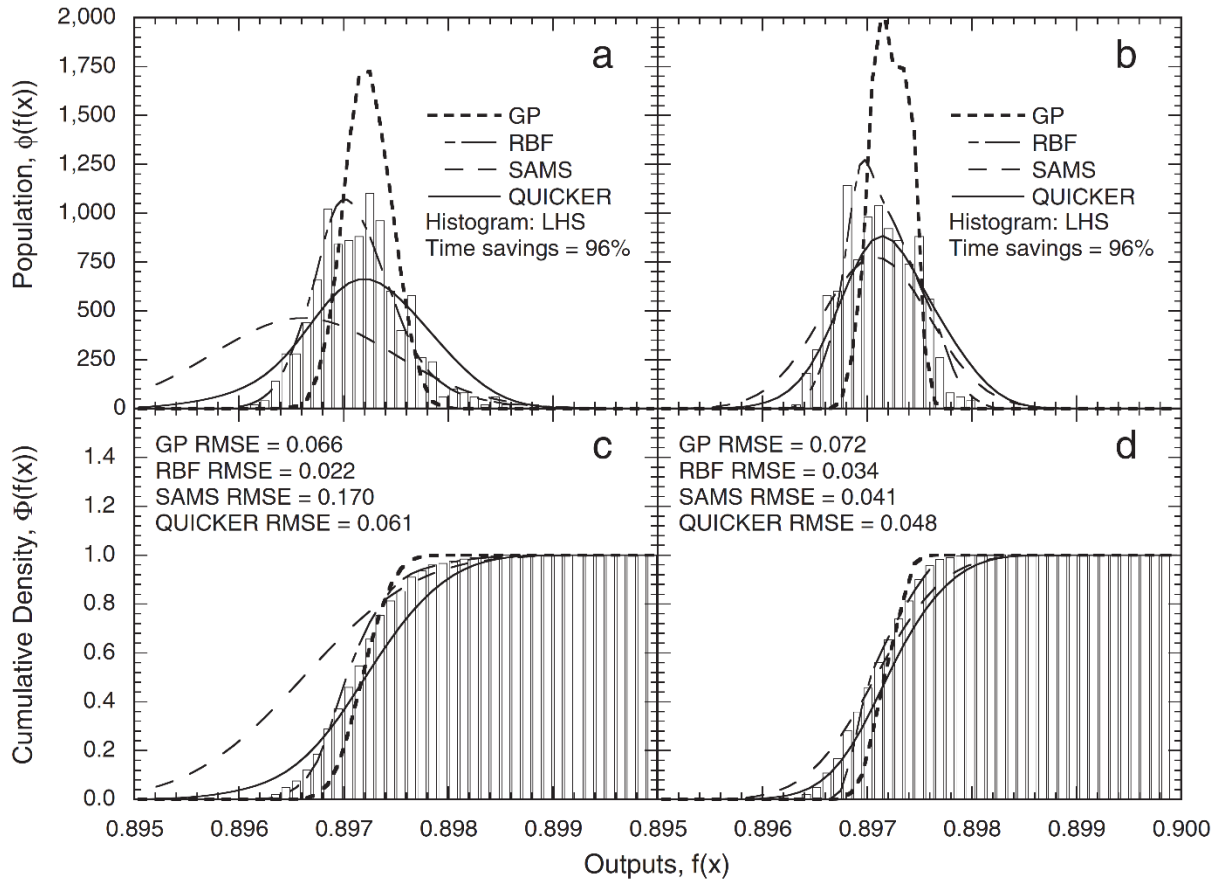 2,000
1,750
1,500
1,250
1,000
750
500
250
0
Population, ϕ(f(x))
a
GP
RBF
SAMS
QUICKER
Histogram: LHS
Time savings = 96%
b
GP
RBF
SAMS
QUICKER
Histogram: LHS
Time savings = 96%
1.4
1.2
1.0
0.8
0.6
0.4
0.2
0.0
Cumulative Density, Φ(f(x))
GP RMSE = 0.066
RBF RMSE = 0.022
SAMS RMSE = 0.170
QUICKER RMSE = 0.061
c
GP RMSE = 0.072
RBF RMSE = 0.034
SAMS RMSE = 0.041
QUICKER RMSE = 0.048
d
0.895 0.896 0.897 0.898 0.899 0.895 0.896 0.897 0.898 0.899 0.900
Outputs, f(x)